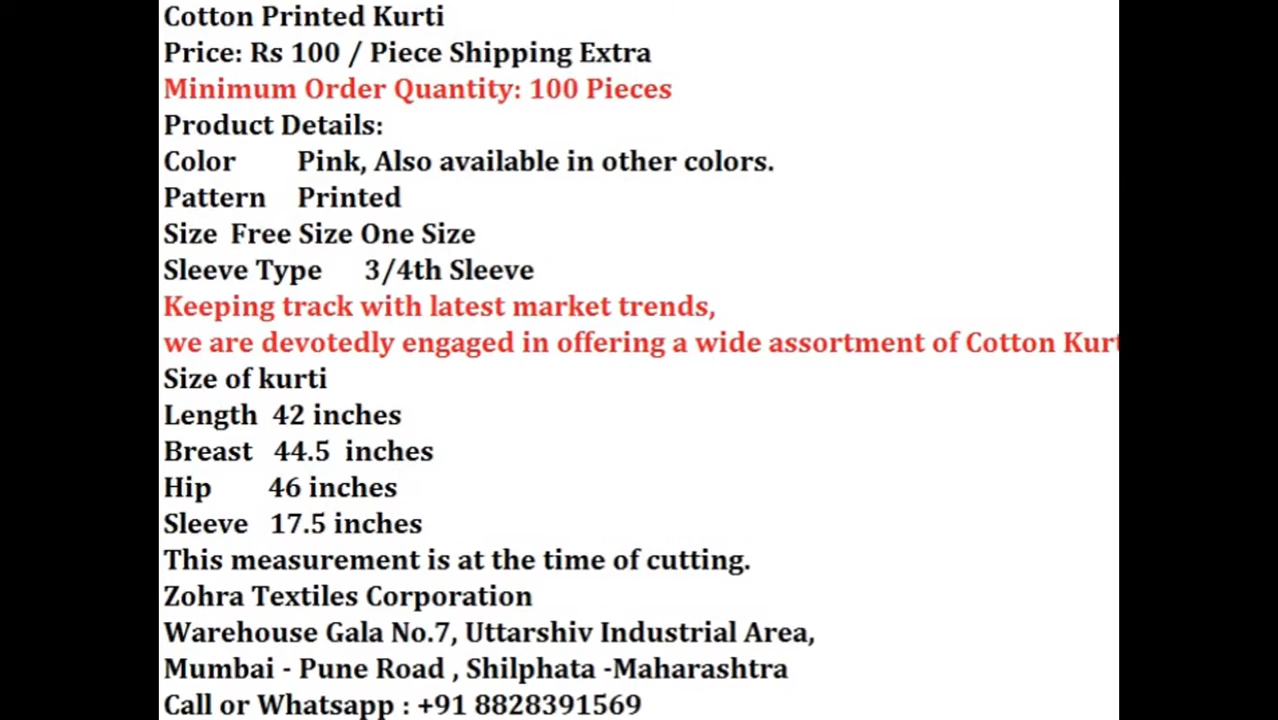 Cotton Printed Kurti
Price: Rs 100 / Piece Shipping Extra
Minimum Order Quantity: 100 Pieces
Product Details:
Color Pink, Also available in other colors.
Pattern Printed
Size Free Size One Size
Sleeve Type 3/4th Sleeve
Keeping track with latest market trends,
we are devotedly engaged in offering a wide assortment of Cotton Kurt
Size of kurti
Length 42 inches
Breast 44.5 inches
Hip 46 inches
Sleeve 17.5 inches
This measurement is at the time of cutting.
Zohra Textiles Corporation
Warehouse Gala No.7, Uttarshiv Industrial Area,
Mumbai - Pune Road , Shilphata -Maharashtra
Call or Whatsapp : +91 8828391569